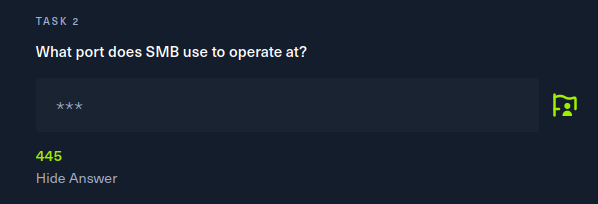 TASK 2
What port does SMB use to operate at?
***
445
Hide Answer